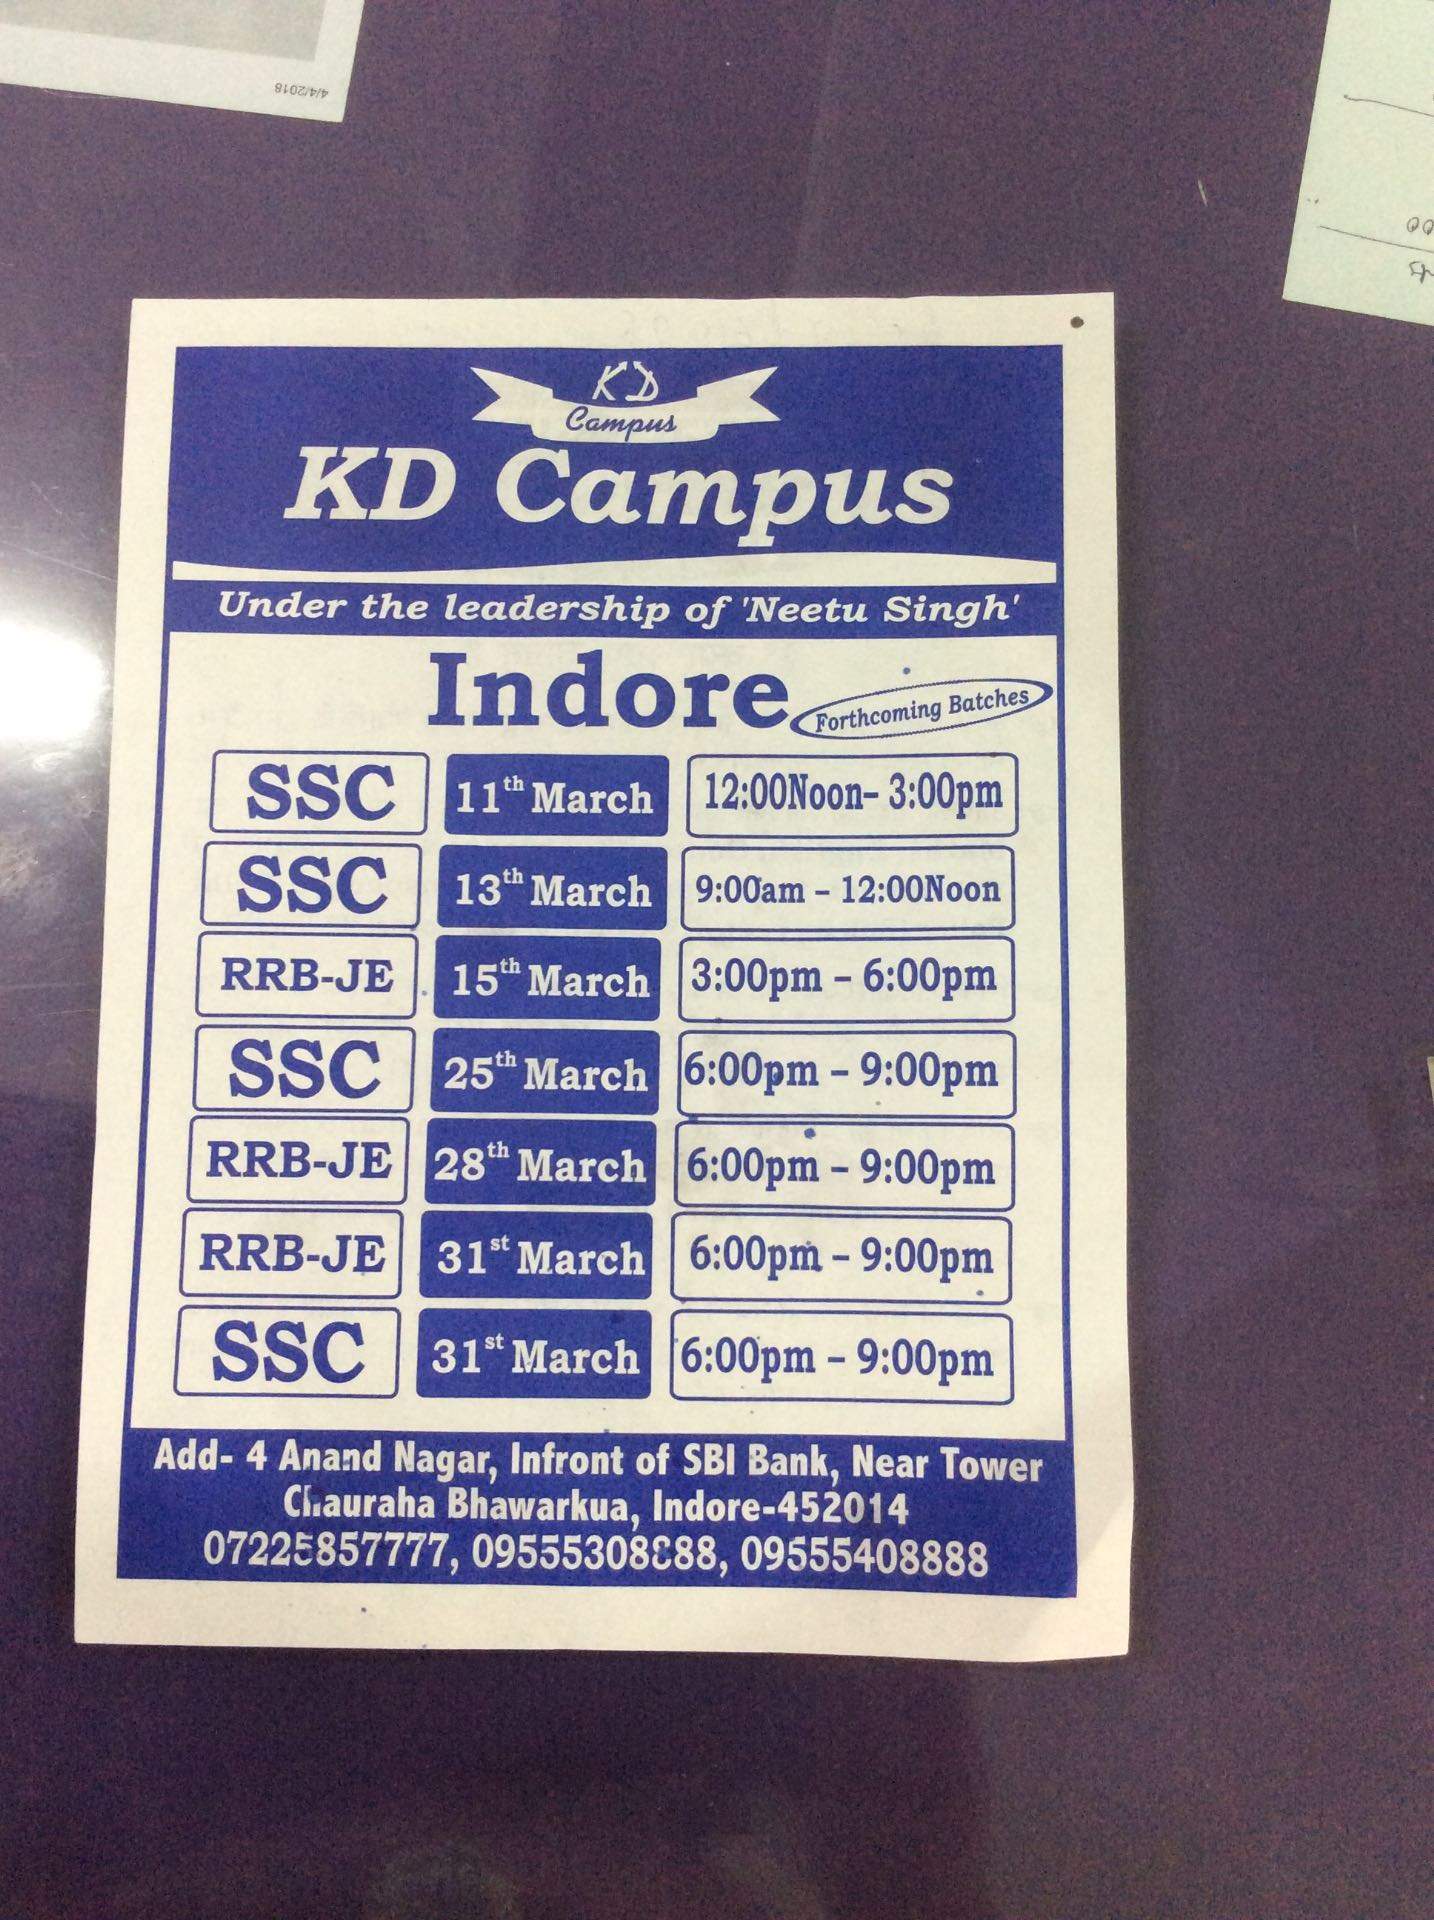 4/4/2018
KD
Campus
KD Campus
Under the leadership of 'Neetu Singh'
Indore
Forthcoming Batches
SSC 11th March 12:00Noon- 3:00pm
SSC 13th March 9:00am – 12:00Noon
RRB-JE 15th March 3:00pm – 6:00pm
SSC 25th March 6:00pm – 9:00pm
RRB-JE 28th March 6:00pm – 9:00pm
RRB-JE 31st March 6:00pm – 9:00pm
SSC 31st March 6:00pm – 9:00pm
Add- 4 Anand Nagar, Infront of SBI Bank, Near Tower
Chauraha Bhawarkua, Indore-452014
07225857777, 09555308888, 09555408888